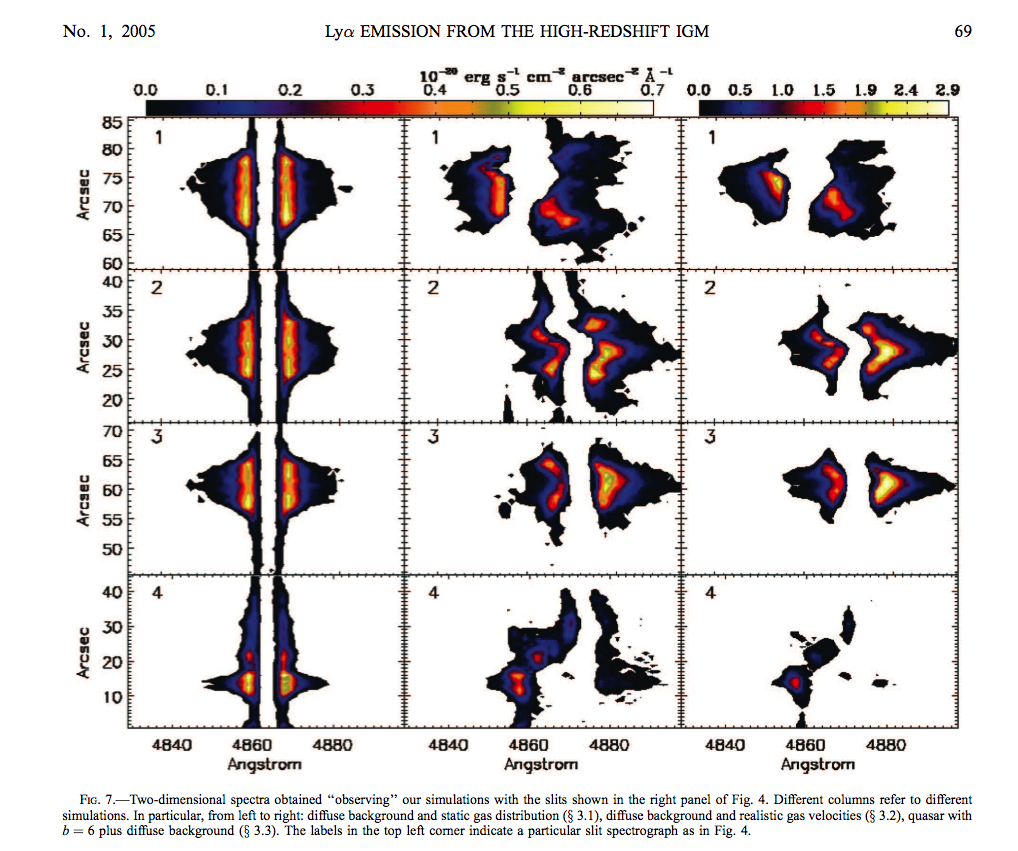 No. 1, 2005 Lyα EMISSION FROM THE HIGH-REDSHIFT IGM 69
10⁻²⁰ erg s⁻¹ cm⁻² arcsec⁻² Å⁻¹
0.0 0.1 0.2 0.3 0.4 0.5 0.6 0.7 0.0 0.5 1.0 1.5 1.9 2.4 2.9
1 1 1
85
80
75
70
65
60
Arcsec
2 2 2
40
35
30
25
20
Arcsec
3 3 3
70
65
60
55
50
Arcsec
4 4 4
40
30
20
10
Arcsec
4840 4860 4880 4840 4860 4880 4840 4860 4880
Angstrom Angstrom Angstrom
FIG. 7.—Two-dimensional spectra obtained “observing” our simulations with the slits shown in the right panel of Fig. 4. Different columns refer to different
simulations. In particular, from left to right: diffuse background and static gas distribution (§ 3.1), diffuse background and realistic gas velocities (§ 3.2), quasar with
b = 6 plus diffuse background (§ 3.3). The labels in the top left corner indicate a particular slit spectrograph as in Fig. 4.